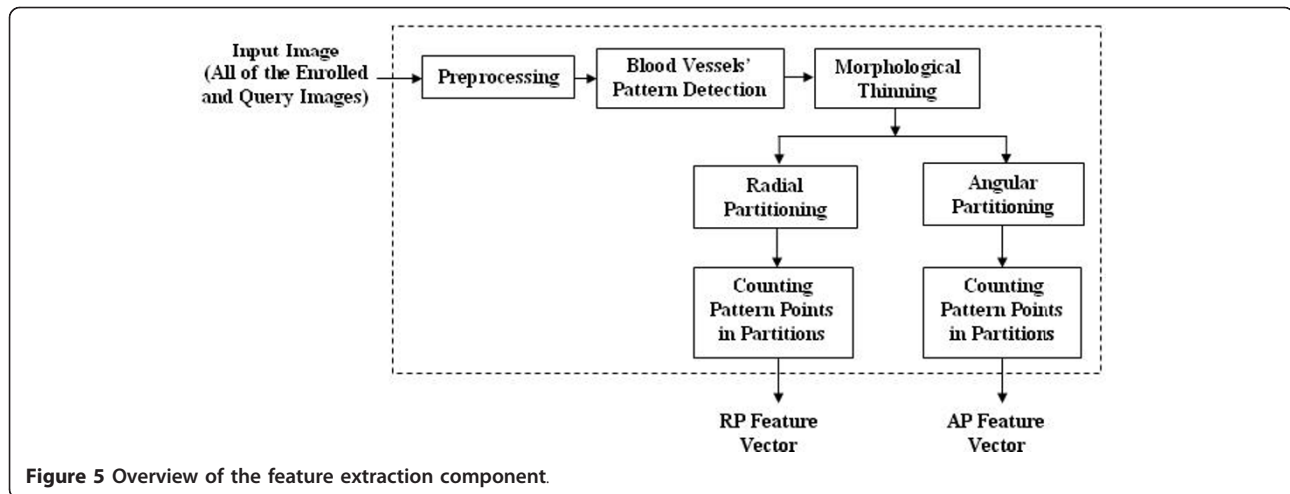 Input Image
(All of the Enrolled
and Query Images)
Preprocessing
Blood Vessels'
Pattern Detection
Morphological
Thinning
Radial
Partitioning
Angular
Partitioning
Counting
Pattern Points
in Partitions
Counting
Pattern Points
in Partitions
RP Feature
Vector
AP Feature
Vector
Figure 5 Overview of the feature extraction component.